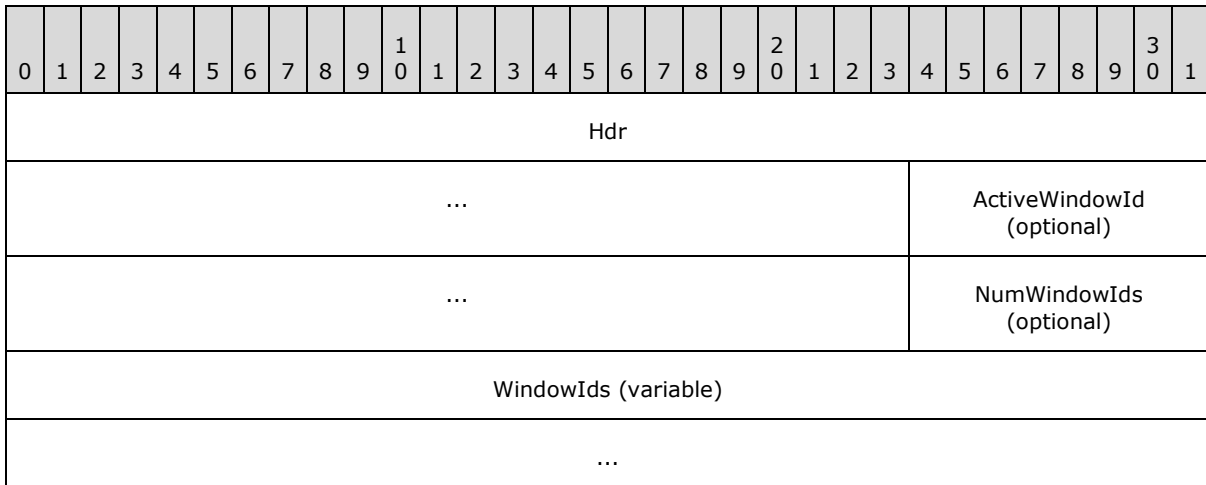 0 1 2 3 4 5 6 7 8 9 1 0 1 2 3 4 5 6 7 8 9 2 0 1 2 3 4 5 6 7 8 9 3 0 1
Hdr
... ActiveWindowId
(optional)
... NumWindowIds
(optional)
WindowIds (variable)
...